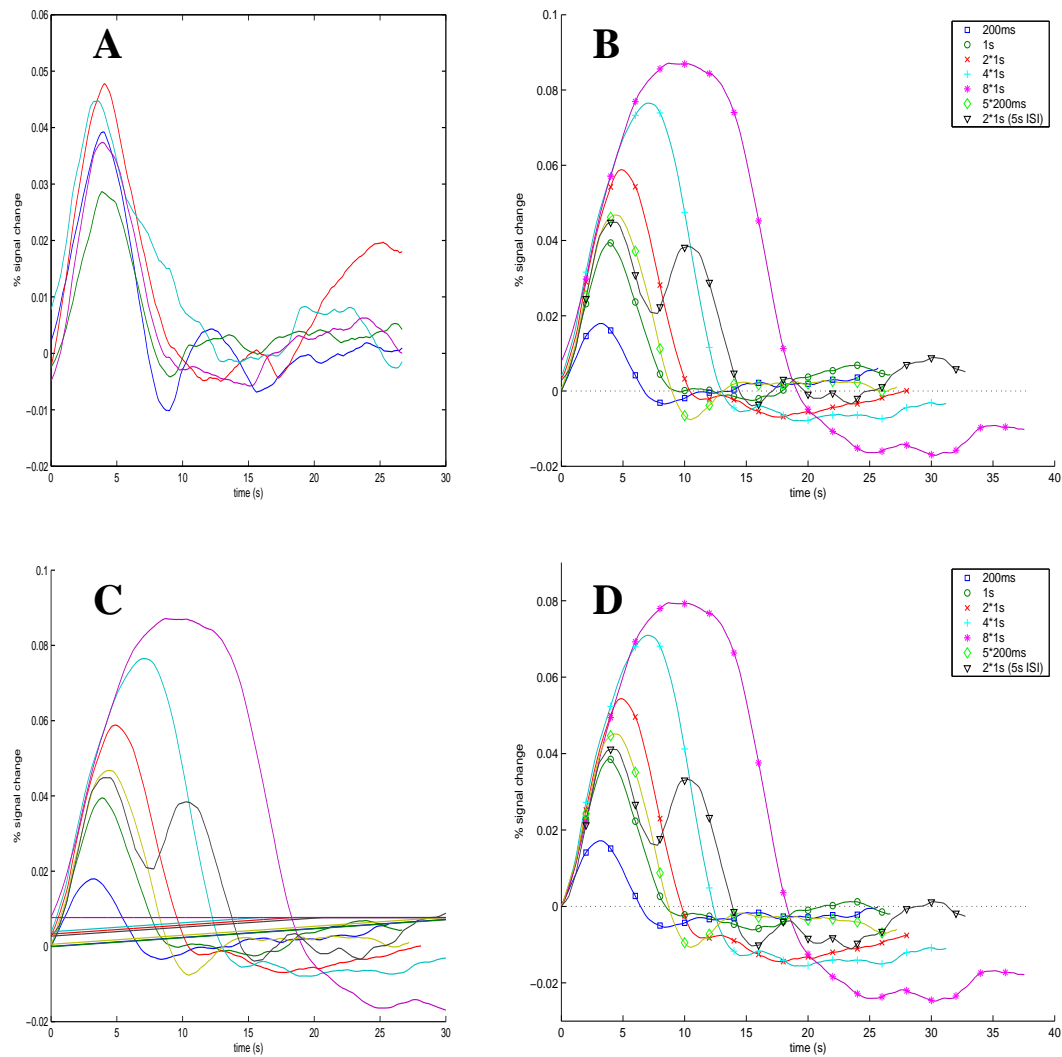 A
% signal change
0.06
0.05
0.04
0.03
0.02
0.01
0
−0.01
−0.02
0 5 10 15 20 25 30
time (s)
B
% signal change
0.1
0.08
0.06
0.04
0.02
0
−0.02
0 5 10 15 20 25 30 35 40
time (s)
200ms
1s
2*1s
4*1s
8*1s
5*200ms
2*1s (5s ISI)
C
% signal change
0.1
0.08
0.06
0.04
0.02
0
−0.02
0 5 10 15 20 25 30
time (s)
D
% signal change
0.08
0.06
0.04
0.02
0
−0.02
0 5 10 15 20 25 30 35 40
time (s)
200ms
1s
2*1s
4*1s
8*1s
5*200ms
2*1s (5s ISI)